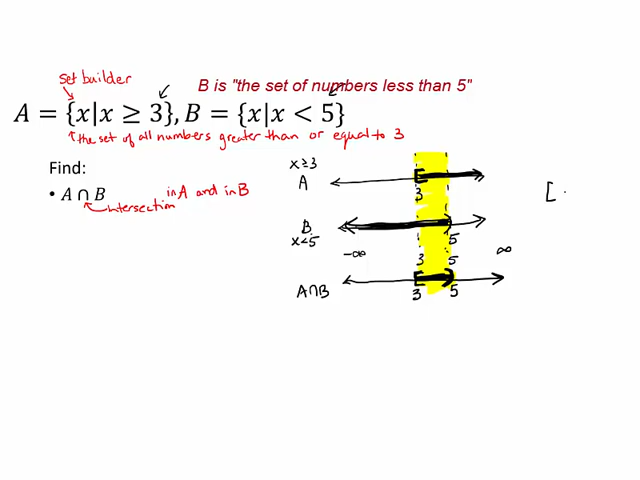 set builder
B is "the set of numbers less than 5"
A = {x|x ≥ 3}, B = {x|x < 5}
the set of all numbers greater than or equal to 3
Find:
• A ∩ B
in A and in B
intersection
x ≥ 3
A
3
B
x < 5
5
-∞ 3 5 ∞
A∩B
3 5
[